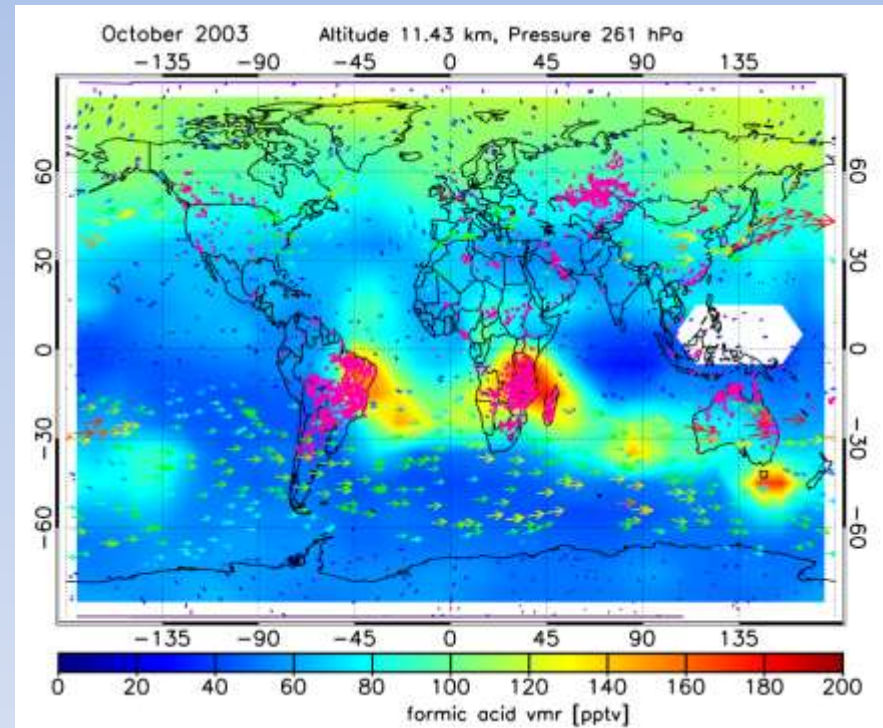 October 2003 Altitude 11.43 km, Pressure 261 hPa
-135 -90 -45 0 45 90 135
60 60
30 30
0 0
-30 -30
-60 -60
-135 -90 -45 0 45 90 135
0 20 40 60 80 100 120 140 160 180 200
formic acid vmr [pptv]